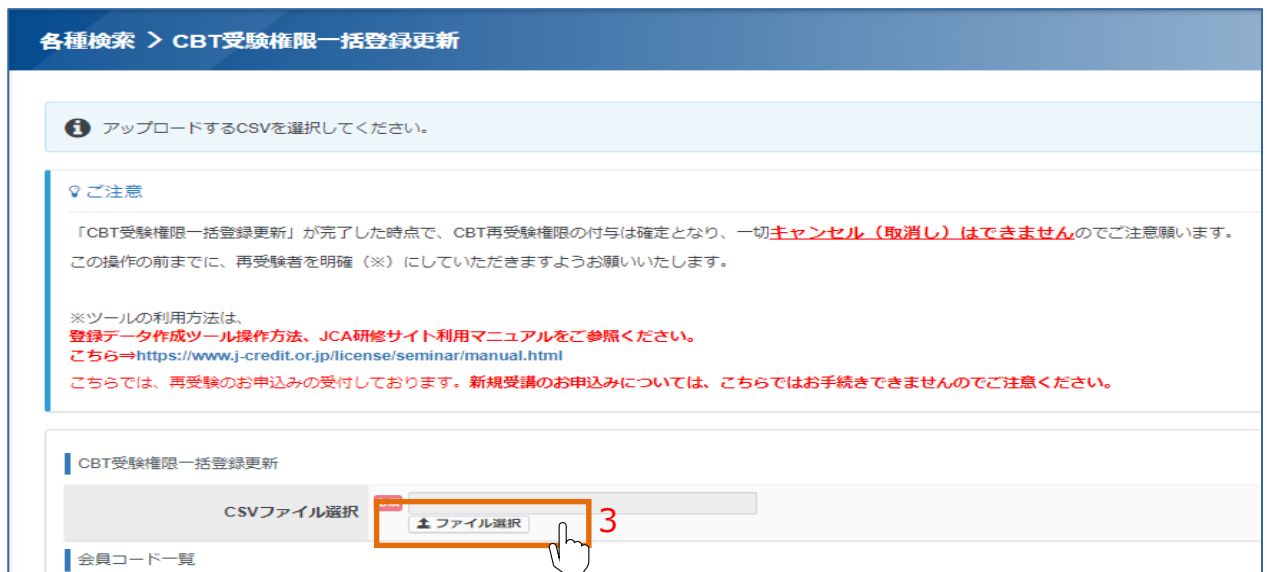 各種検索 > CBT受験権限一括登録更新
アップロードするCSVを選択してください。
ご注意
「CBT受験権限一括登録更新」が完了した時点で、CBT再受験権限の付与は確定となり、一切キャンセル（取消し）はできませんのでご注意願います。
この操作の前までに、再受験者を明確（※）にしていただきますようお願いいたします。
※ツールの利用方法は、
登録データ作成ツール操作方法、JCA研修サイト利用マニュアルをご参照ください。
こちら⇒https://www.j-credit.or.jp/license/seminar/manual.html
こちらでは、再受験のお申込みの受付しております。新規受講のお申込みについては、こちらではお手続きできませんのでご注意ください。
CBT受験権限一括登録更新
CSVファイル選択
ファイル選択
3
会員コード一覧